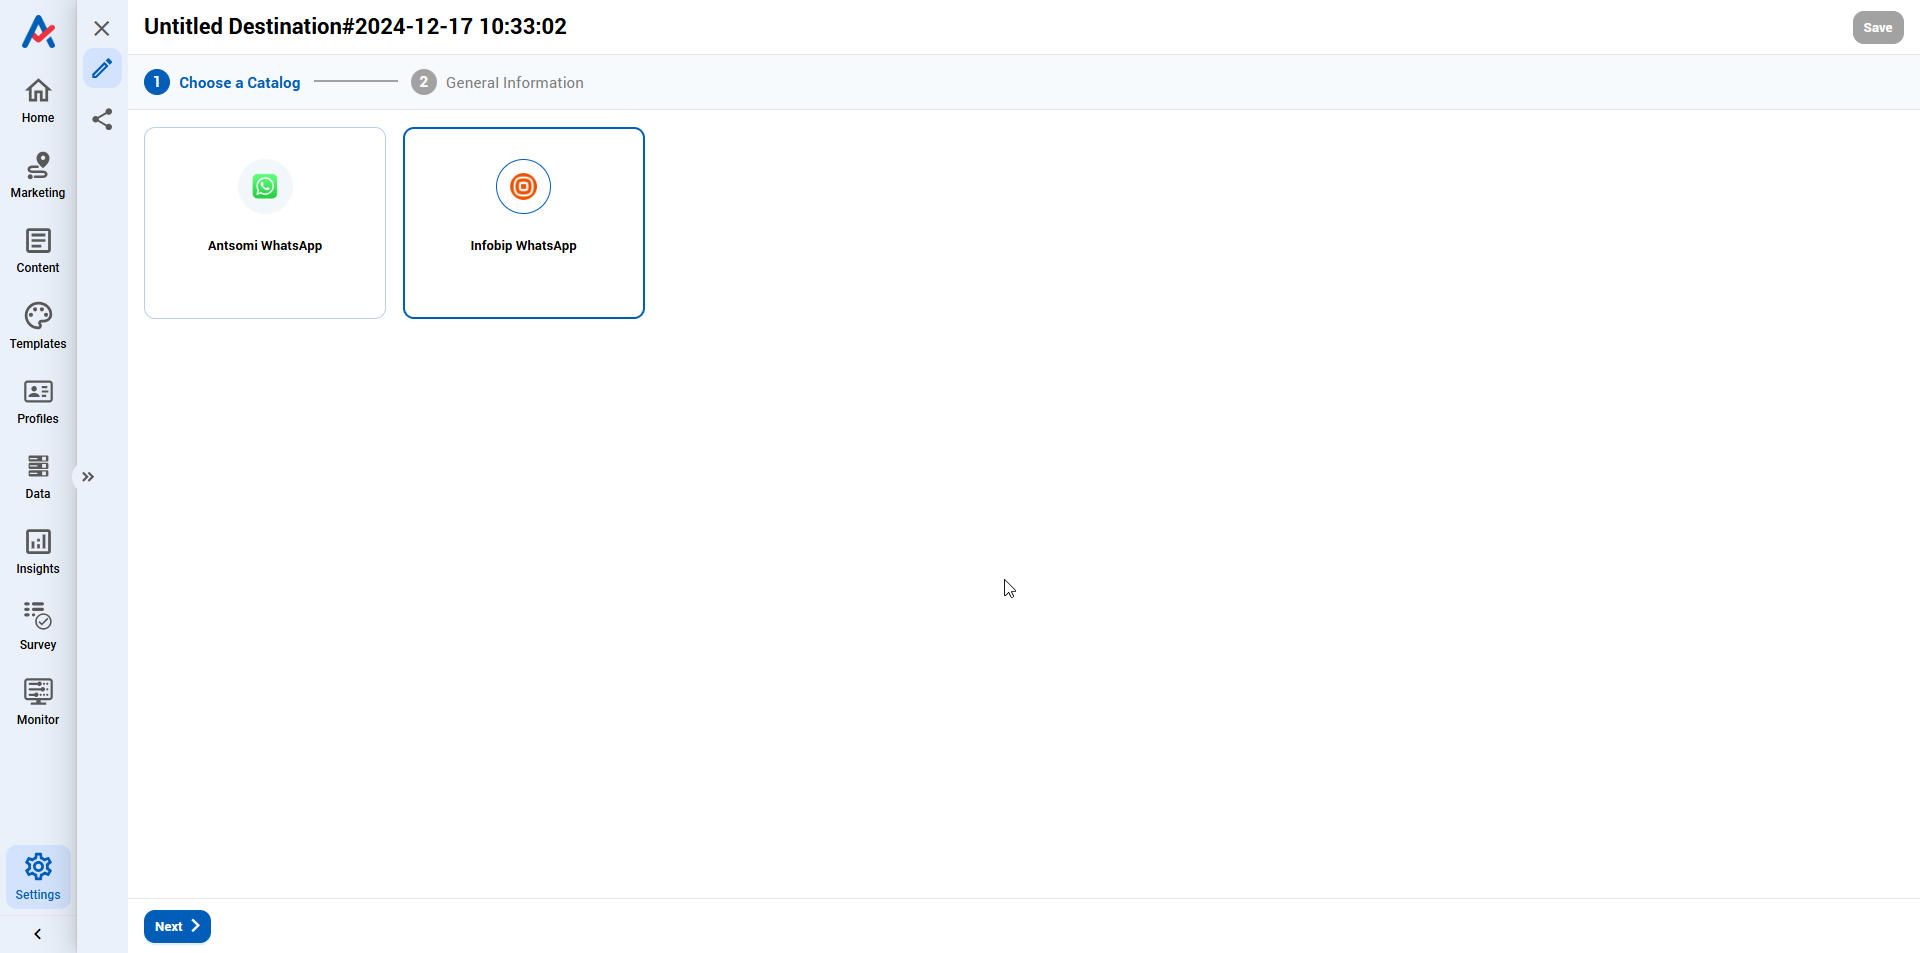 Untitled Destination#2024-12-17 10:33:02
Save
1 Choose a Catalog
2 General Information
Home
Marketing
Content
Templates
Profiles
Data
Insights
Survey
Monitor
Settings
Antsomi WhatsApp
Infobip WhatsApp
Next